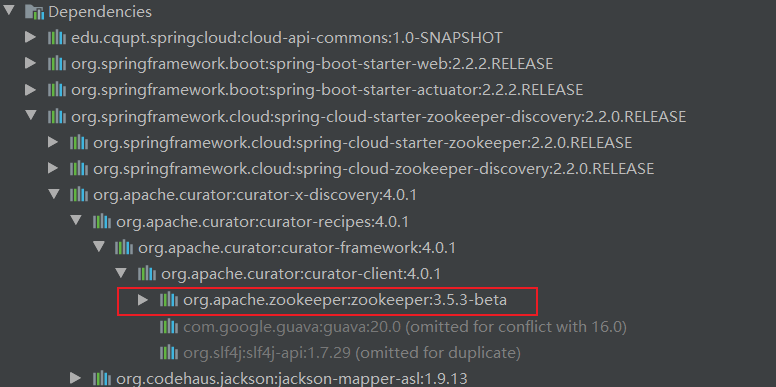 Dependencies
edu.cqupt.springcloud:cloud-api-commons:1.0-SNAPSHOT
org.springframework.boot:spring-boot-starter-web:2.2.2.RELEASE
org.springframework.boot:spring-boot-starter-actuator:2.2.2.RELEASE
org.springframework.cloud:spring-cloud-starter-zookeeper-discovery:2.2.0.RELEASE
org.springframework.cloud:spring-cloud-starter-zookeeper:2.2.0.RELEASE
org.springframework.cloud:spring-cloud-zookeeper-discovery:2.2.0.RELEASE
org.apache.curator:curator-x-discovery:4.0.1
org.apache.curator:curator-recipes:4.0.1
org.apache.curator:curator-framework:4.0.1
org.apache.curator:curator-client:4.0.1
org.apache.zookeeper:zookeeper:3.5.3-beta
com.google.guava:guava:20.0 (omitted for conflict with 16.0)
org.slf4j:slf4j-api:1.7.29 (omitted for duplicate)
org.codehaus.jackson:jackson-mapper-asl:1.9.13